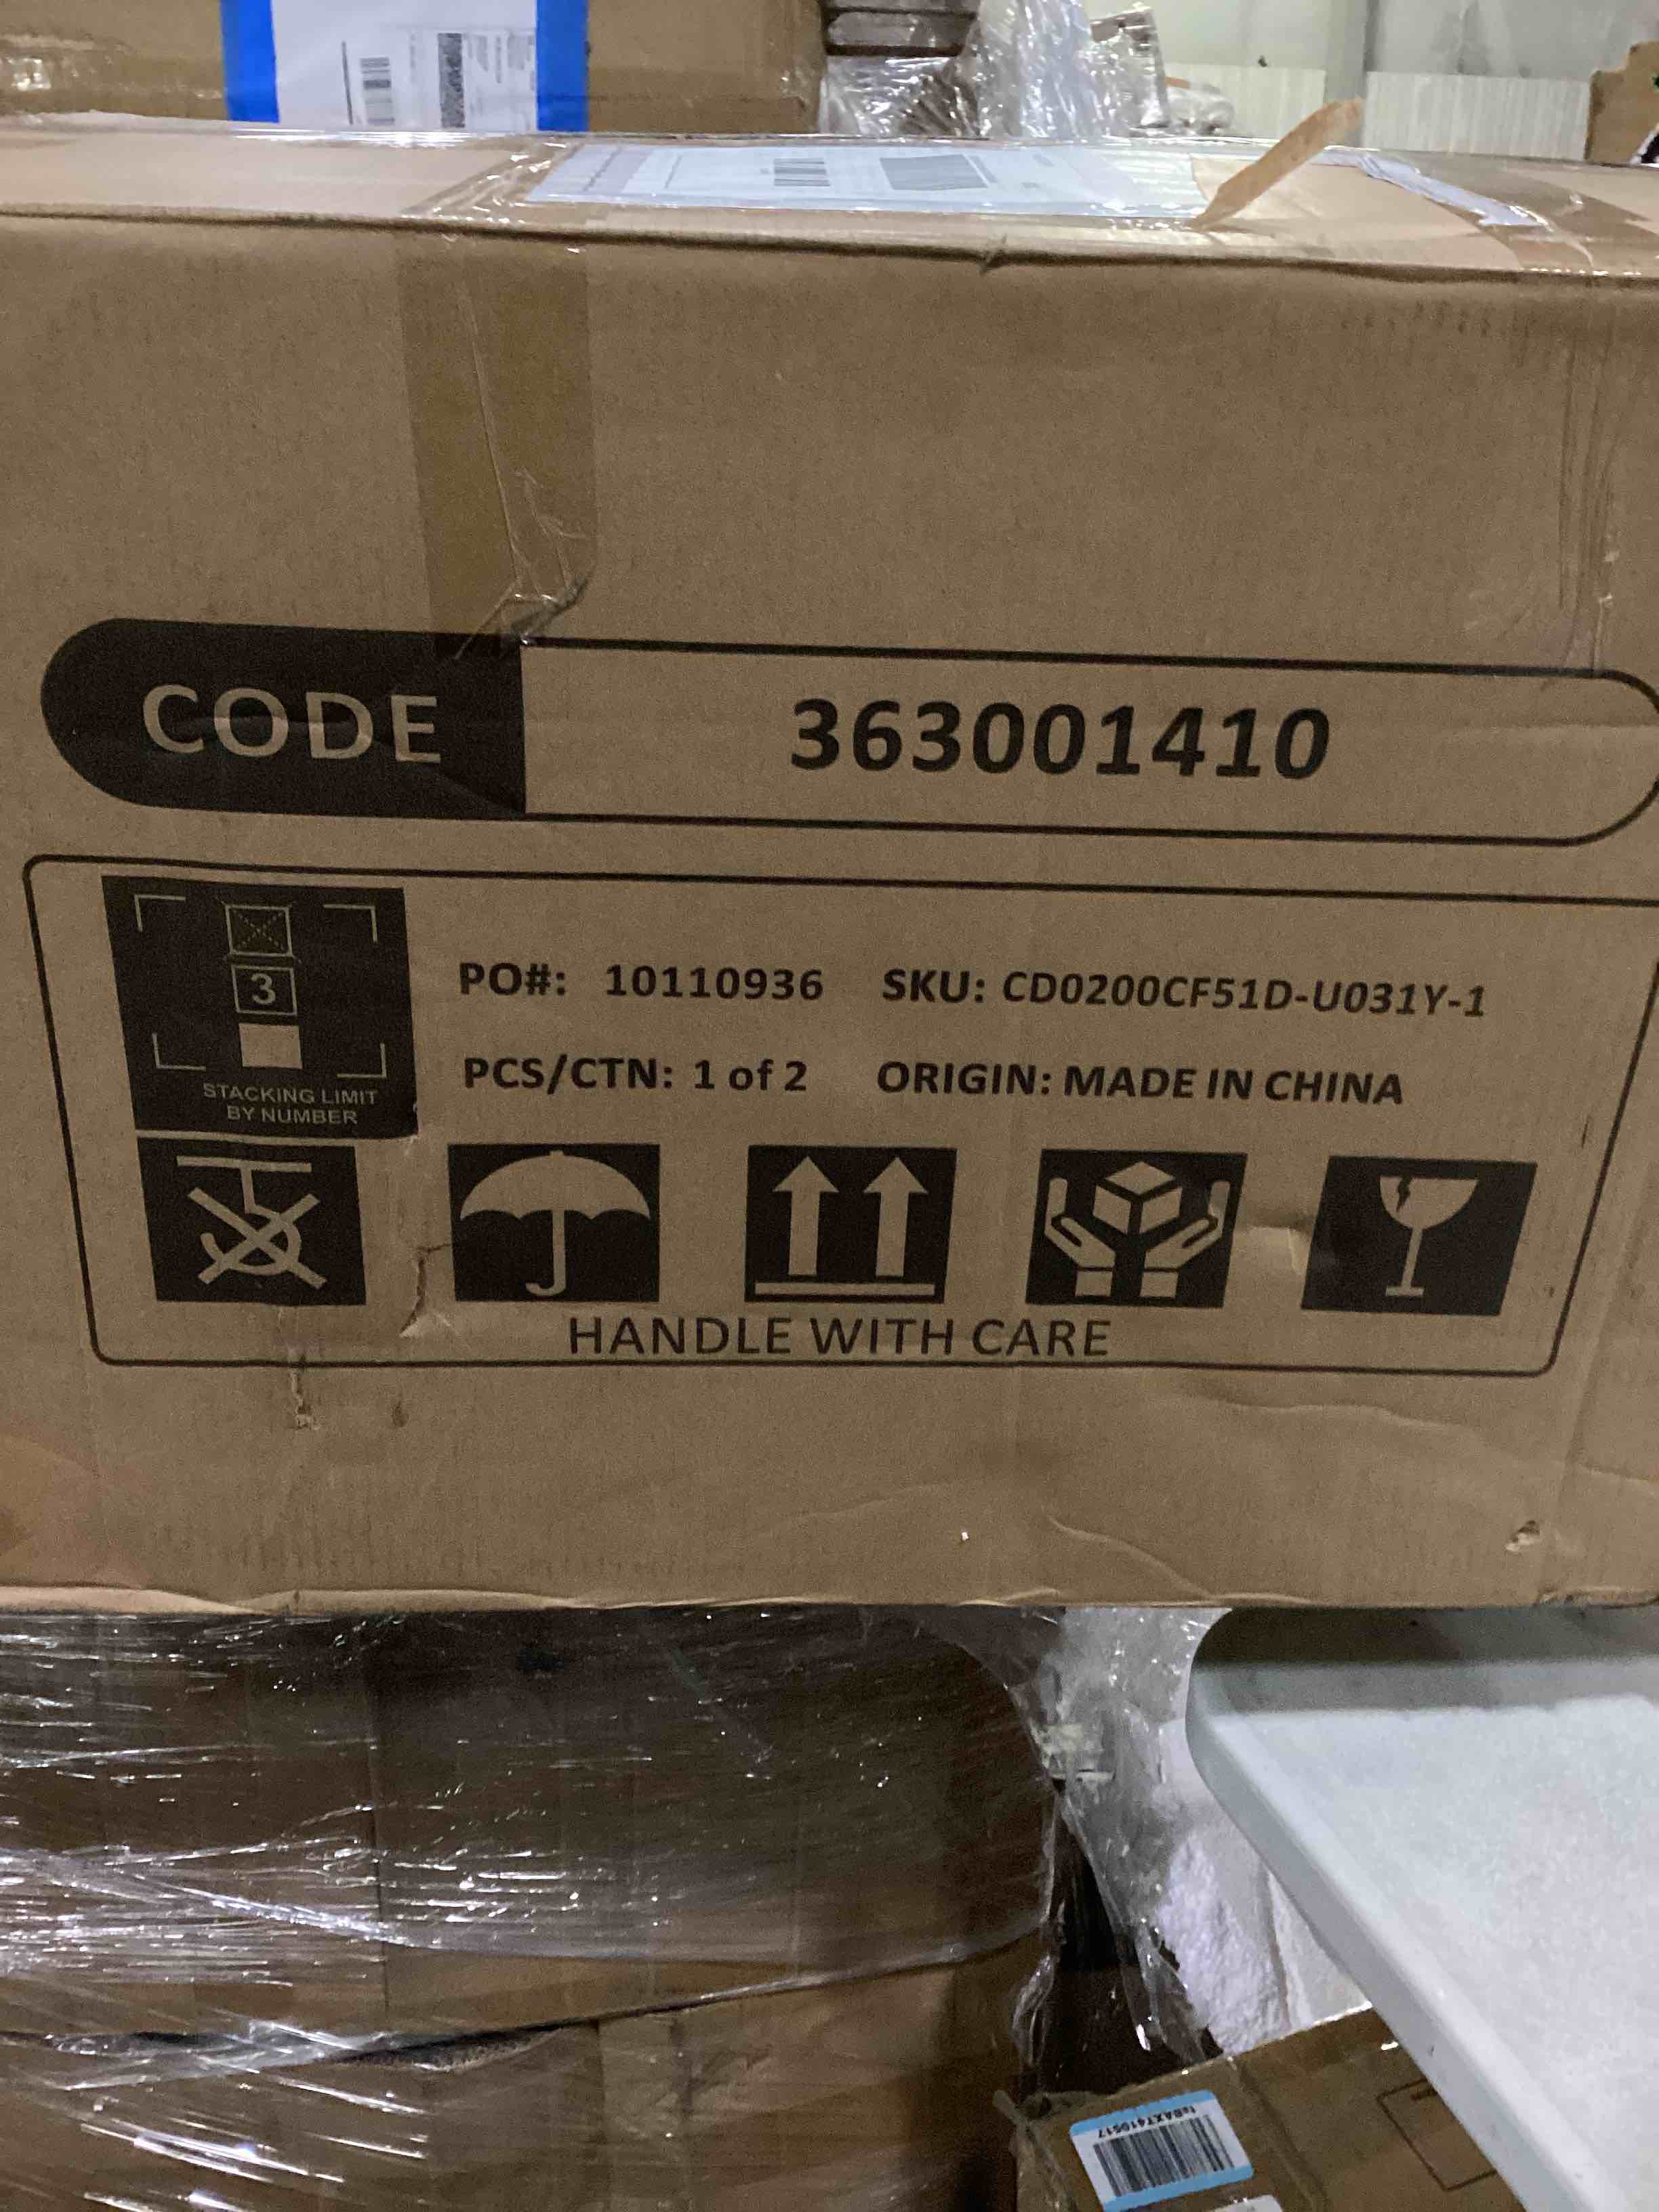 CODE 363001410
3
STACKING LIMIT
BY NUMBER
PO#: 10110936 SKU: CD0200CF51D-U031Y-1
PCS/CTN: 1 of 2 ORIGIN: MADE IN CHINA
HANDLE WITH CARE